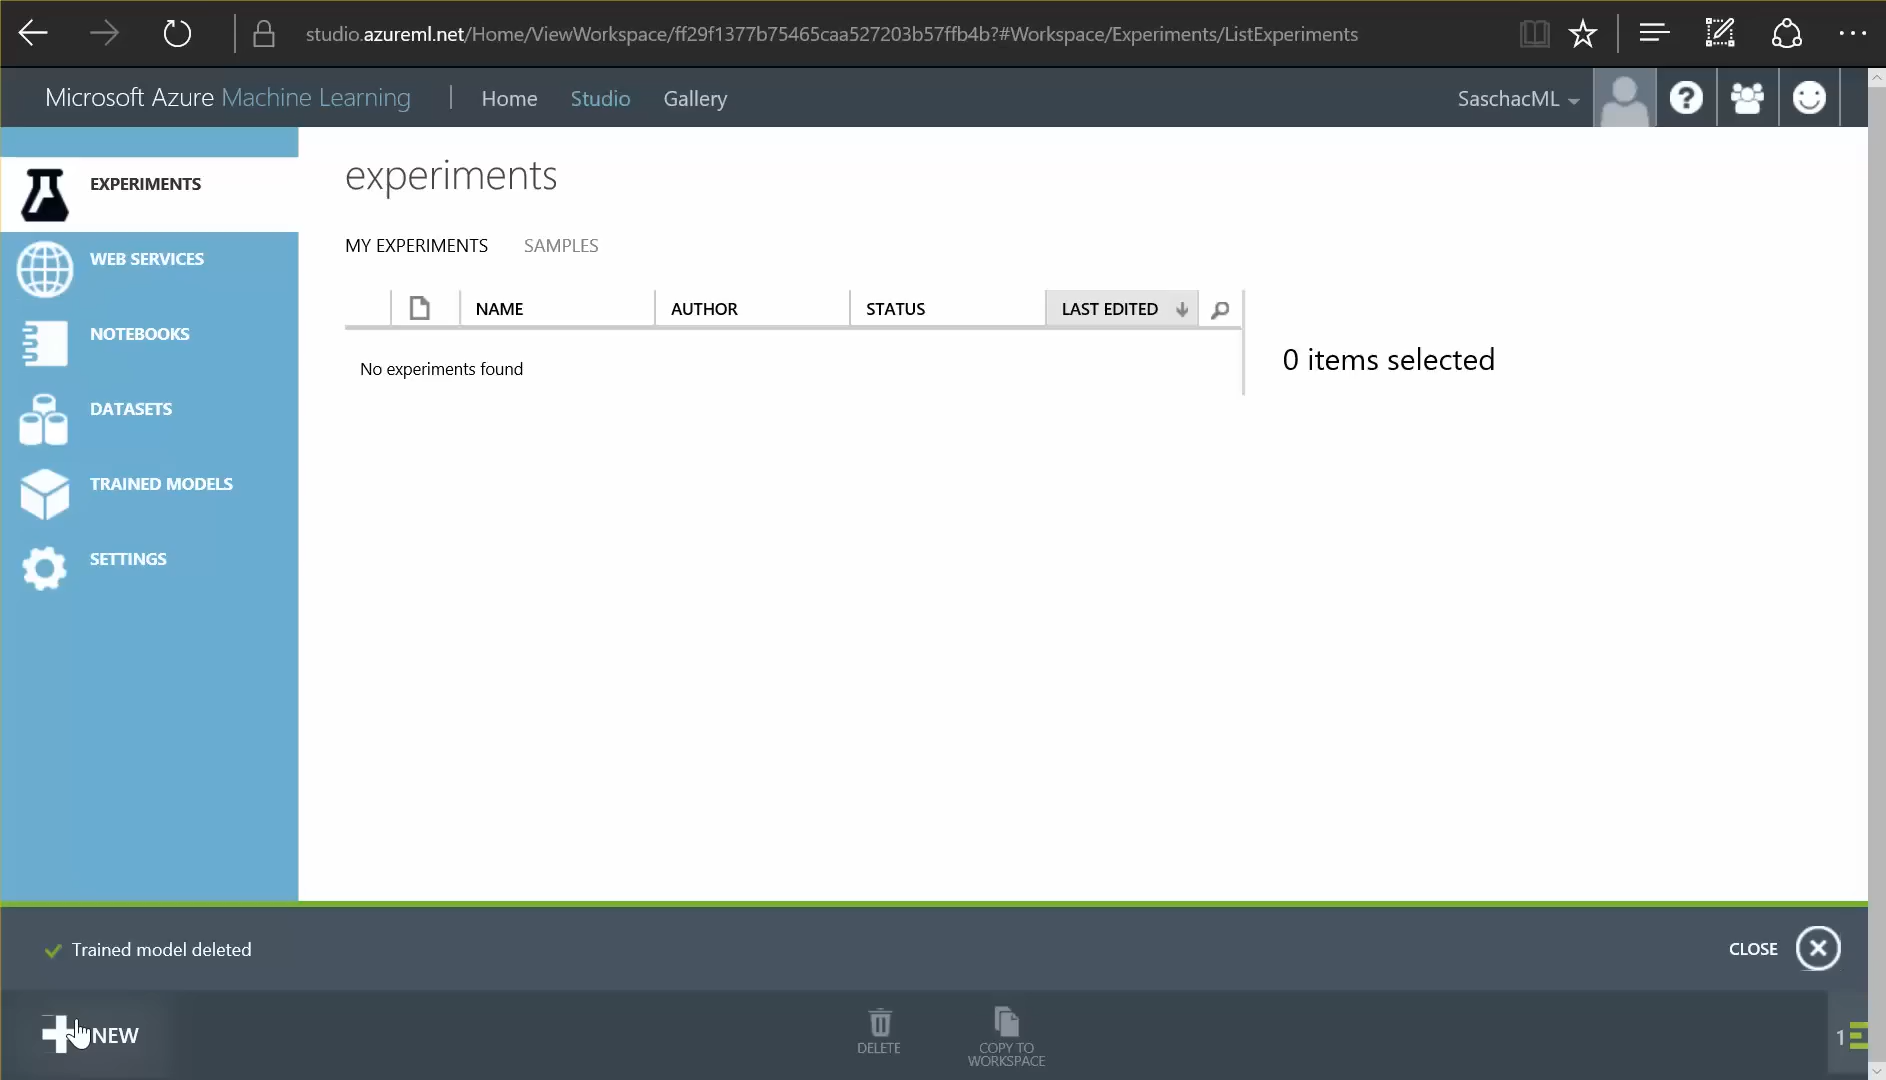 studio.azureml.net/Home/ViewWorkspace/ff29f1377b75465caa527203b57ffb4b?#Workspace/Experiments/ListExperiments
Microsoft Azure Machine Learning | Home Studio Gallery SaschacML
EXPERIMENTS
WEB SERVICES
NOTEBOOKS
DATASETS
TRAINED MODELS
SETTINGS
experiments
MY EXPERIMENTS SAMPLES
NAME AUTHOR STATUS LAST EDITED
No experiments found
0 items selected
Trained model deleted
CLOSE
NEW
DELETE
COPY TO
WORKSPACE
1